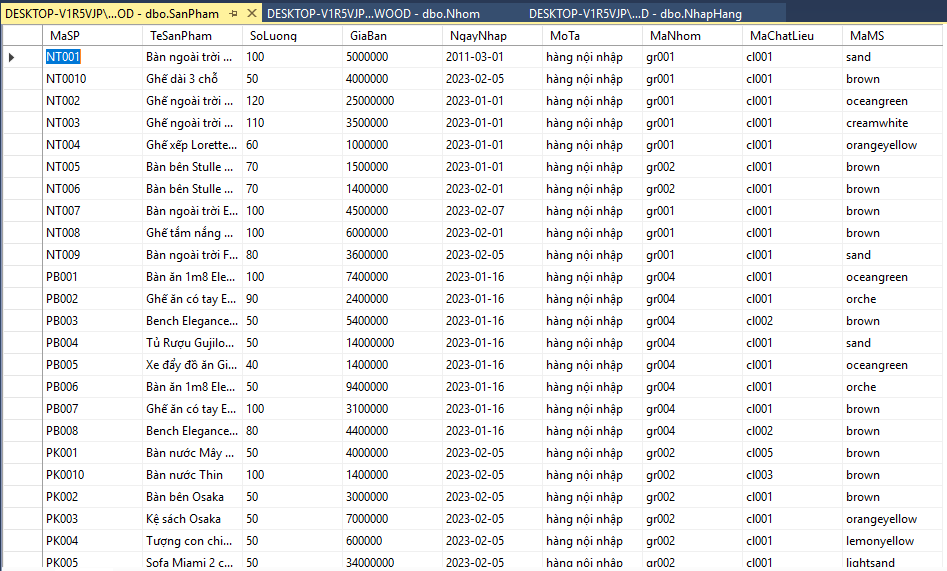 DESKTOP-V1R5VJP\...OD - dbo.SanPham DESKTOP-V1R5VJP...WOOD - dbo.Nhom DESKTOP-V1R5VJP\...D - dbo.NhapHang
MaSP TeSanPham SoLuong GiaBan NgayNhap MoTa MaNhom MaChatLieu MaMS
NT001 Bàn ngoài trời ... 100 5000000 2011-03-01 hàng nội nhập gr001 cl001 sand
NT0010 Ghế dài 3 chỗ 50 4000000 2023-02-05 hàng nội nhập gr001 cl001 brown
NT002 Ghế ngoài trời ... 120 25000000 2023-01-01 hàng nội nhập gr001 cl001 oceangreen
NT003 Ghế ngoài trời ... 110 3500000 2023-01-01 hàng nội nhập gr001 cl001 creamwhite
NT004 Ghế xếp Lorette... 60 1000000 2023-01-01 hàng nội nhập gr001 cl001 orangeyellow
NT005 Bàn bên Stulle ... 70 1500000 2023-01-01 hàng nội nhập gr002 cl001 brown
NT006 Bàn bên Stulle ... 70 1400000 2023-02-01 hàng nội nhập gr002 cl001 brown
NT007 Bàn ngoài trời E... 100 4500000 2023-02-07 hàng nội nhập gr001 cl001 brown
NT008 Ghế tắm nắng ... 100 6000000 2023-02-01 hàng nội nhập gr001 cl001 brown
NT009 Bàn ngoài trời F... 80 3600000 2023-02-05 hàng nội nhập gr001 cl001 sand
PB001 Bàn ăn 1m8 Ele... 100 7400000 2023-01-16 hàng nội nhập gr004 cl001 oceangreen
PB002 Ghế ăn có tay E... 90 2400000 2023-01-16 hàng nội nhập gr004 cl001 orche
PB003 Bench Elegance... 50 5400000 2023-01-16 hàng nội nhập gr004 cl002 brown
PB004 Tủ Rượu Gujilo... 50 14000000 2023-01-16 hàng nội nhập gr004 cl001 sand
PB005 Xe đẩy đồ ăn Gi... 40 1400000 2023-01-16 hàng nội nhập gr004 cl001 oceangreen
PB006 Bàn ăn 1m8 Ele... 50 9400000 2023-01-16 hàng nội nhập gr004 cl001 orche
PB007 Ghế ăn có tay E... 100 3100000 2023-01-16 hàng nội nhập gr004 cl001 brown
PB008 Bench Elegance... 80 4400000 2023-01-16 hàng nội nhập gr004 cl002 brown
PK001 Bàn nước Mây ... 50 4000000 2023-02-05 hàng nội nhập gr002 cl005 brown
PK0010 Bàn nước Thin 100 1400000 2023-02-05 hàng nội nhập gr002 cl003 brown
PK002 Bàn bên Osaka 50 3000000 2023-02-05 hàng nội nhập gr002 cl001 brown
PK003 Kệ sách Osaka 50 7000000 2023-02-05 hàng nội nhập gr002 cl001 orangeyellow
PK004 Tượng con chi... 50 600000 2023-02-05 hàng nội nhập gr002 cl001 lemonyellow
PK005 Sofa Miami 2 c... 50 34000000 2023-02-05 hàng nội nhập gr002 cl001 lightsand